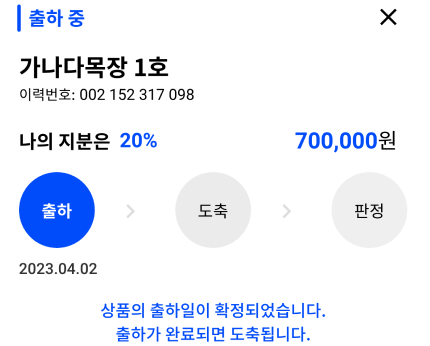 출하 중
가나다목장 1호
이력번호: 002 152 317 098
나의 지분은 20% 700,000원
출하 도축 판정
2023.04.02
상품의 출하일이 확정되었습니다.
출하가 완료되면 도축됩니다.